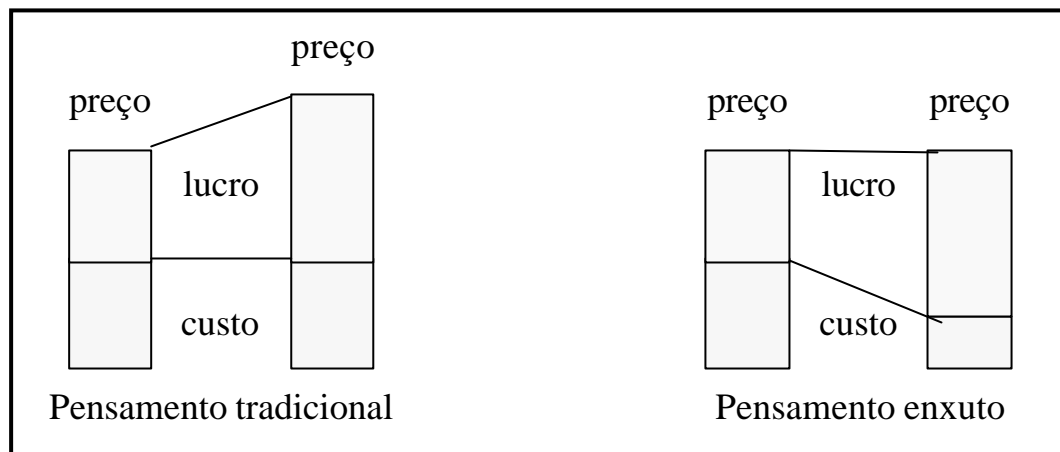 preço
preço
lucro
custo
Pensamento tradicional
preço
preço
lucro
custo
Pensamento enxuto